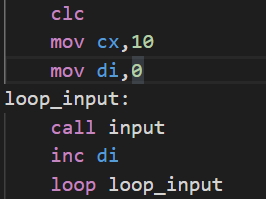 clc
mov cx,10
mov di,0
loop_input:
call input
inc di
loop loop_input